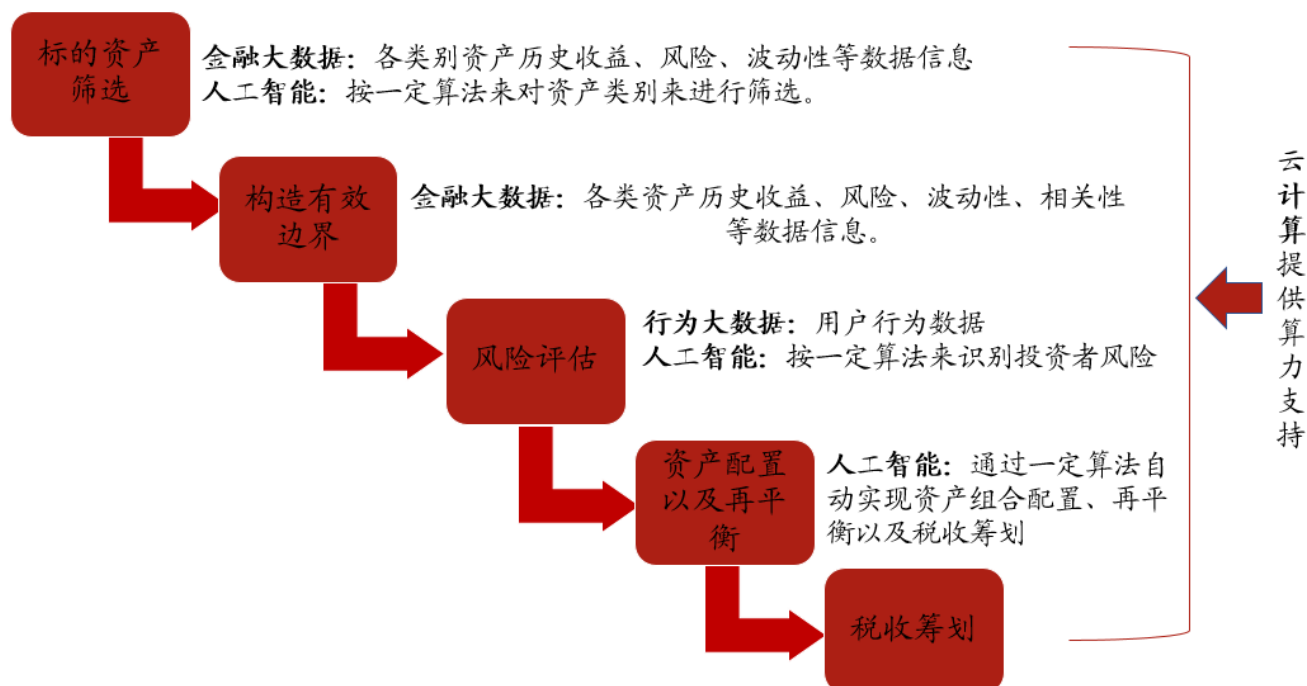 标的资产
筛选
金融大数据：各类别资产历史收益、风险、波动性等数据信息
人工智能：按一定算法来对资产类别来进行筛选。
构造有效
边界
金融大数据：各类资产历史收益、风险、波动性、相关性
等数据信息。
风险评估
行为大数据：用户行为数据
人工智能：按一定算法来识别投资者风险
资产配置
以及再平
衡
人工智能：通过一定算法自
动实现资产组合配置、再平
衡以及税收筹划
税收筹划
云计算提供算力支持